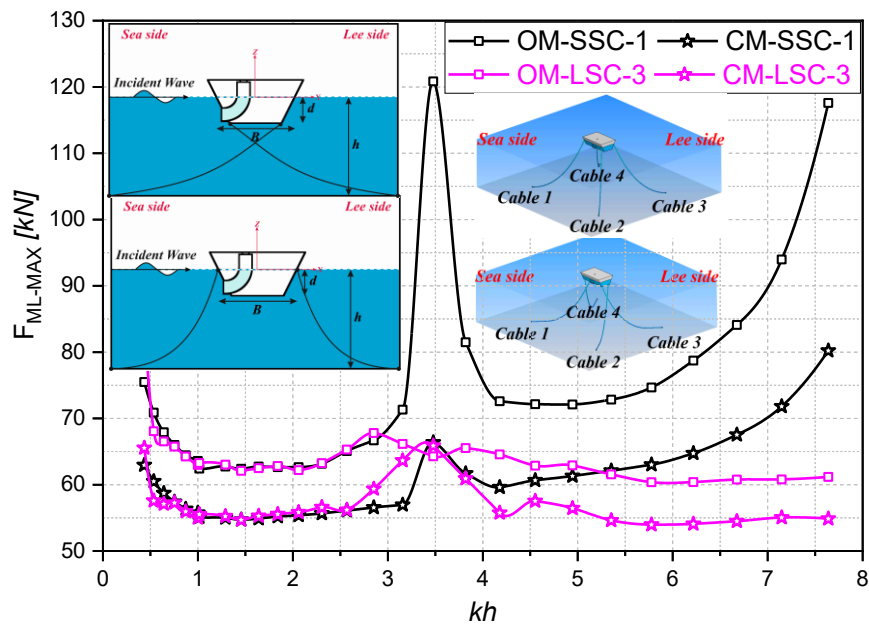 130
120
110
100
90
80
70
60
50
F_ML-MAX [kN]
0 1 2 3 4 5 6 7 8
kh
OM-SSC-1 CM-SSC-1
OM-LSC-3 CM-LSC-3
Sea side Lee side
Z
Incident Wave
x
d
B
h
Sea side Lee side
Z
Incident Wave
x
d
B
h
Sea side Lee side
Cable 4
Cable 1
Cable 3
Cable 2
Sea side Lee side
Cable 4
Cable 1
Cable 3
Cable 2